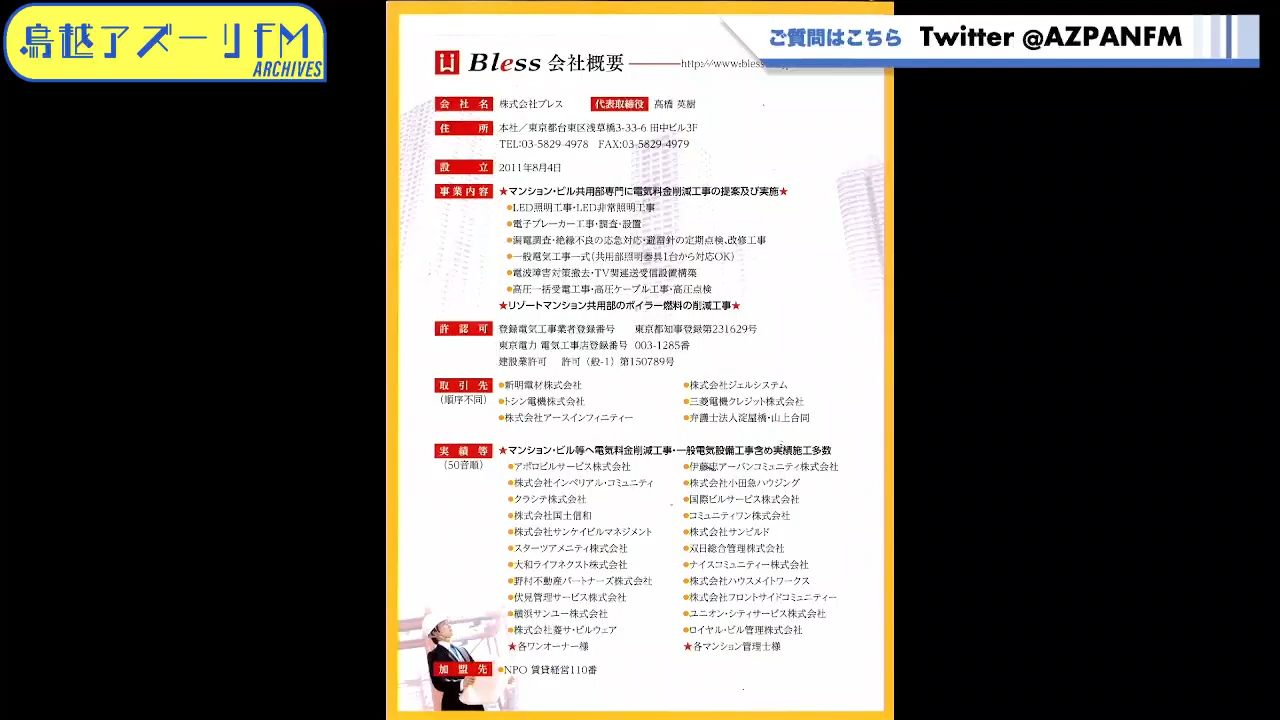 鳥越アズーリFM
ARCHIVES
ご質問はこちら Twitter @AZPANFM
Bless 会社概要 http://www.bless
会社名 株式会社ブレス 代表取締役 髙橋 英樹
住所 本社/東京都台東区浅草橋3-33-6 田中ビル3F
TEL:03-5829-4978 FAX:03-5829-4979
設立 2011年8月4日
事業内容 ★マンション・ビル共用部専門に電気料金削減工事の提案及び実施★
●LED照明工事・LED非常照明工事
●電子ブレーカー工事・調査・設置
●漏電調査・絶縁不良の応急対応・避雷針の定期点検、改修工事
●一般電気工事一式(共用部照明器具1台から対応OK)
●電波障害対策撤去・TV関連送受信設置構築
●高圧一括受電工事・高圧ケーブル工事・高圧点検
★リゾートマンション共用部のボイラー燃料の削減工事★
許認可 登録電気工事業者登録番号 東京都知事登録第231629号
東京電力 電気工事店登録番号 003-1285番
建設業許可 許可(般-1)第150789号
取引先 ●新明電材株式会社 ●株式会社ジェルシステム
(順序不同) ●トシン電機株式会社 ●三菱電機クレジット株式会社
●株式会社アースインフィニティー ●弁護士法人淀屋橋・山上合同
実績等 ★マンション・ビル等へ電気料金削減工事・一般電気設備工事含め実績施工多数
(50音順) ●アポロビルサービス株式会社 ●伊藤忠アーバンコミュニティ株式会社
●株式会社インペリアル・コミュニティ ●株式会社小田急ハウジング
●クラシテ株式会社 ●国際ビルサービス株式会社
●株式会社国土信和 ●コミュニティワン株式会社
●株式会社サンケイビルマネジメント ●株式会社サンビルド
●スターツアメニティ株式会社 ●双日総合管理株式会社
●大和ライフネクスト株式会社 ●ナイスコミュニティー株式会社
●野村不動産パートナーズ株式会社 ●株式会社ハウスメイトワークス
●伏見管理サービス株式会社 ●株式会社フロントサイドコミュニティー
●横浜サンユー株式会社 ●ユニオン・シティサービス株式会社
●株式会社菱サ・ビルウェア ●ロイヤル・ビル管理株式会社
★各ワンオーナー様 ★各マンション管理士様
加盟先 ●NPO 賃貸経営110番